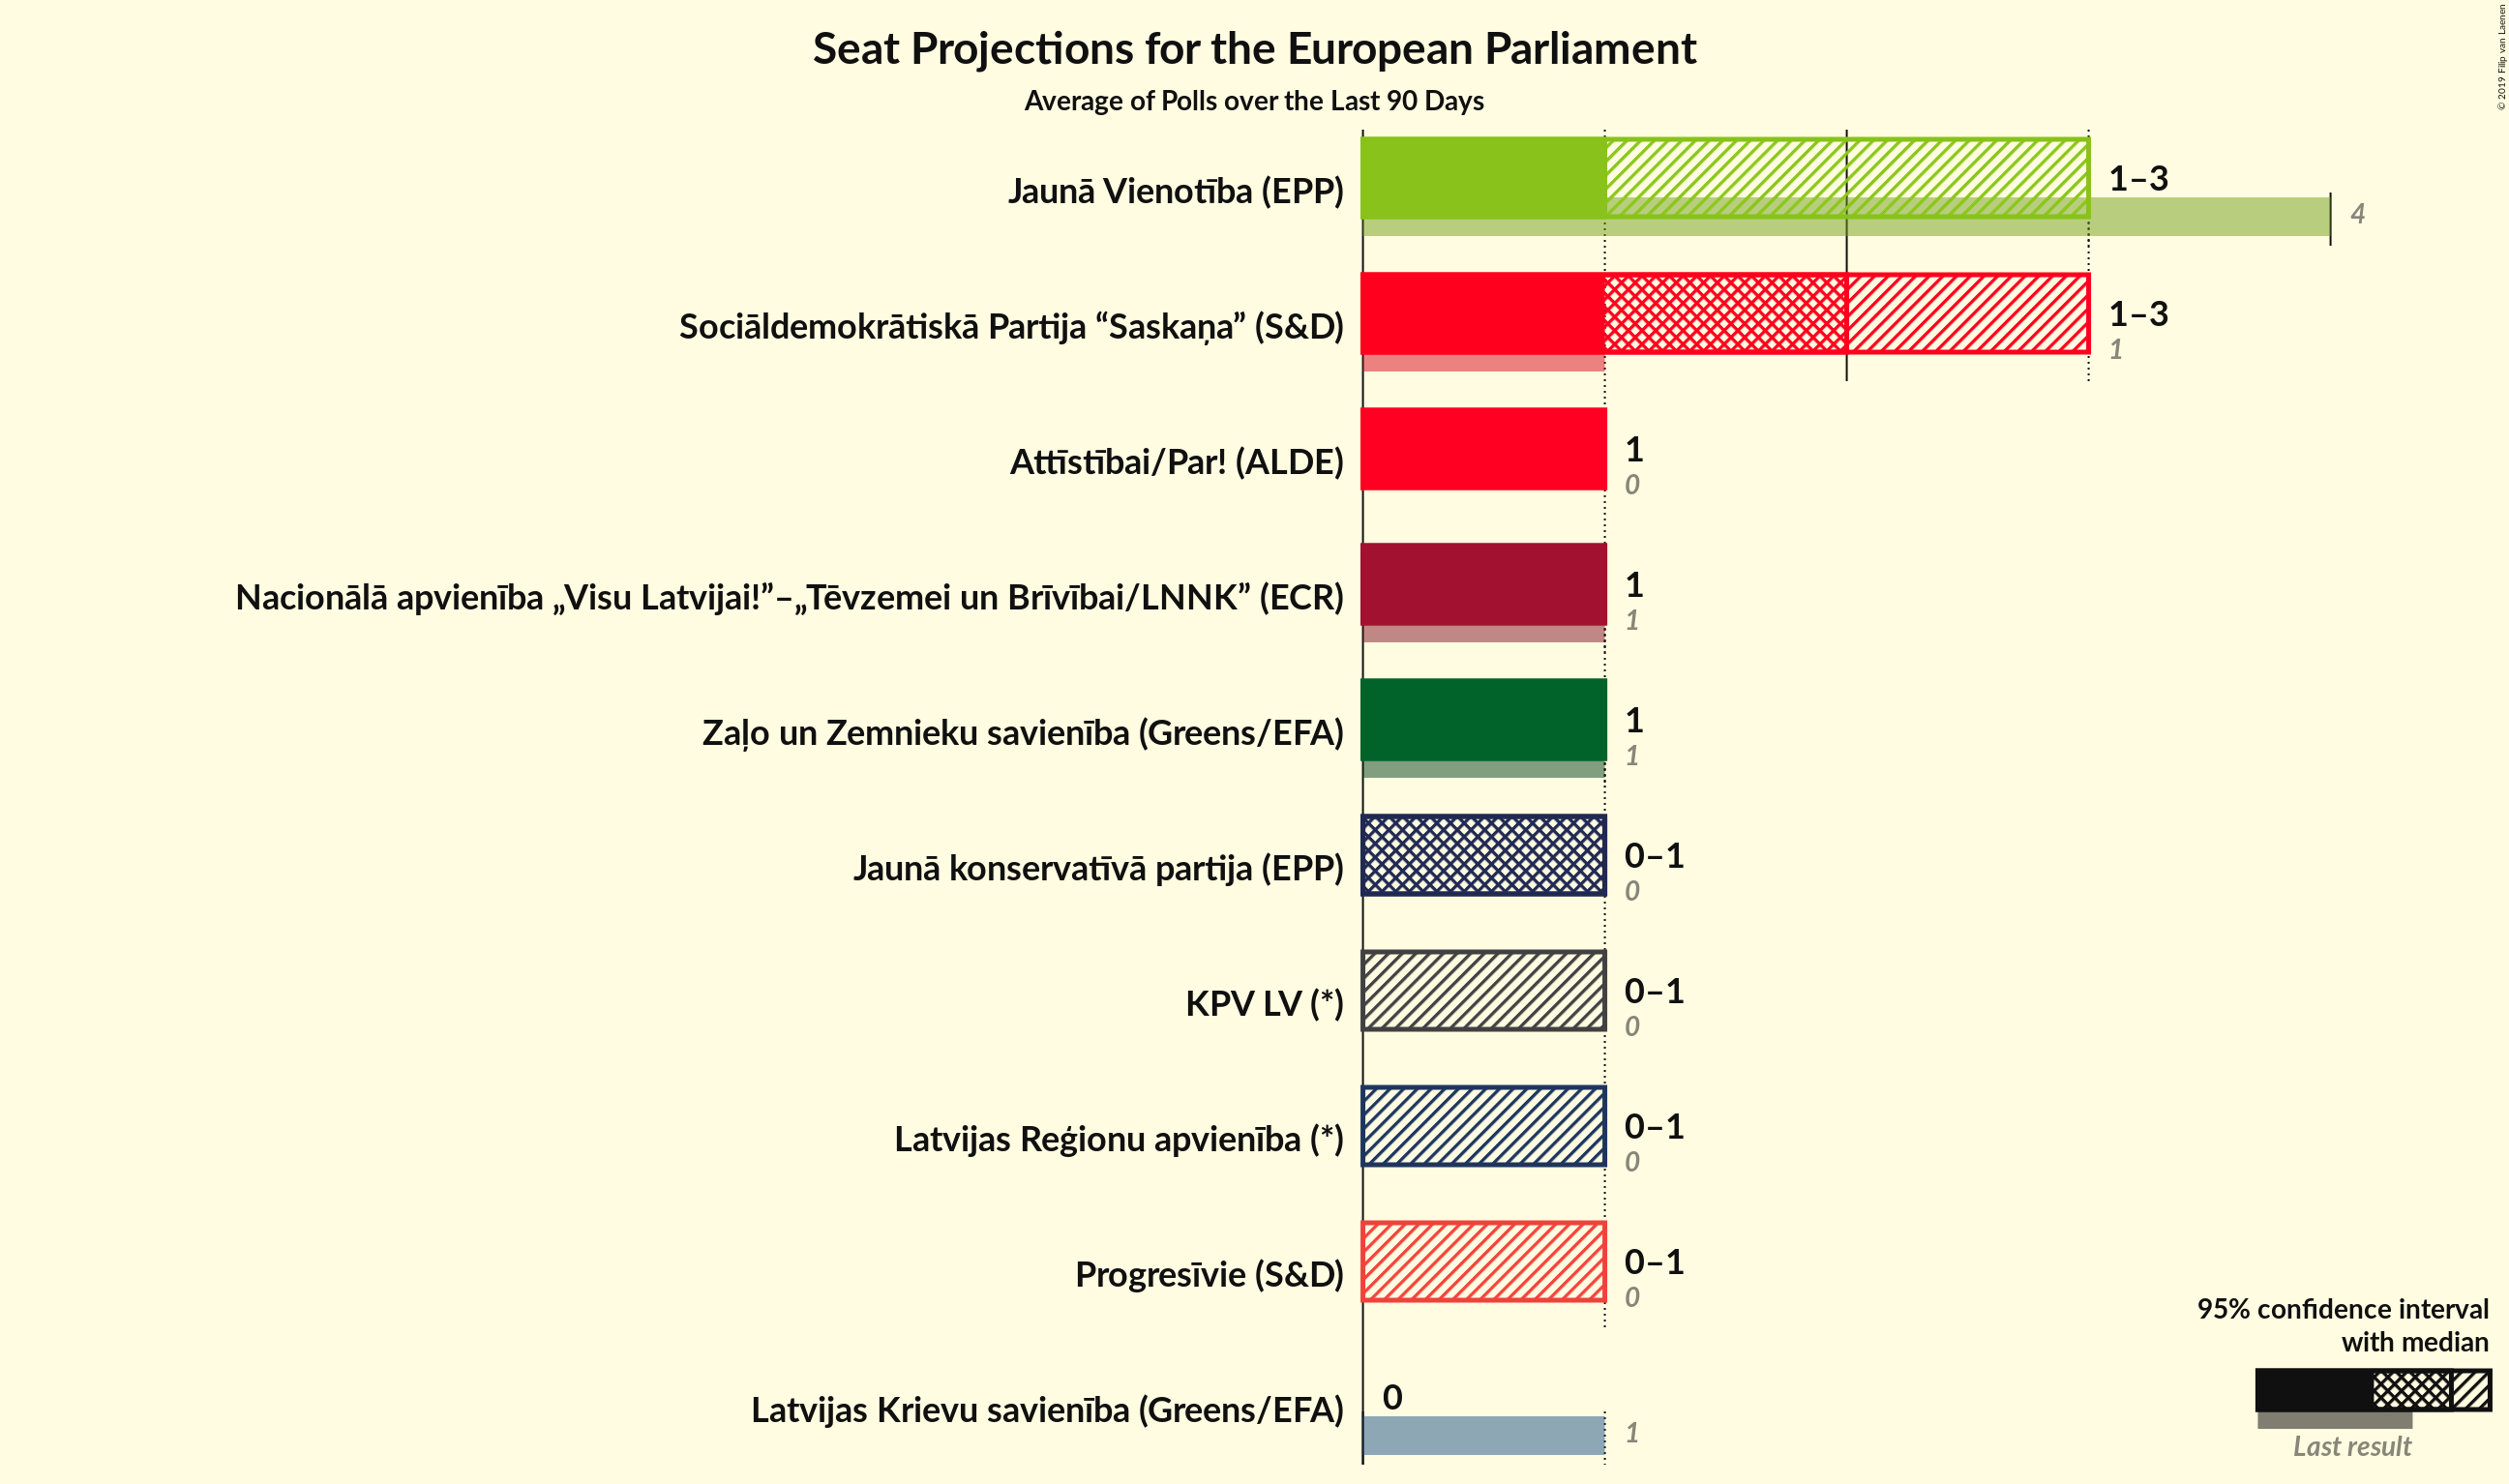 Seat Projections for the European Parliament
Average of Polls over the Last 90 Days
© 2019 Filip van Laenen
Jaunā Vienotība (EPP)
1–3
4
Sociāldemokrātiskā Partija “Saskaņa” (S&D)
1–3
1
Attīstībai/Par! (ALDE)
1
0
Nacionālā apvienība „Visu Latvijai!”–„Tēvzemei un Brīvībai/LNNK” (ECR)
1
1
Zaļo un Zemnieku savienība (Greens/EFA)
1
1
Jaunā konservatīvā partija (EPP)
0–1
0
KPV LV (*)
0–1
0
Latvijas Reģionu apvienība (*)
0–1
0
Progresīvie (S&D)
0–1
0
Latvijas Krievu savienība (Greens/EFA)
0
1
95% confidence interval
with median
Last result